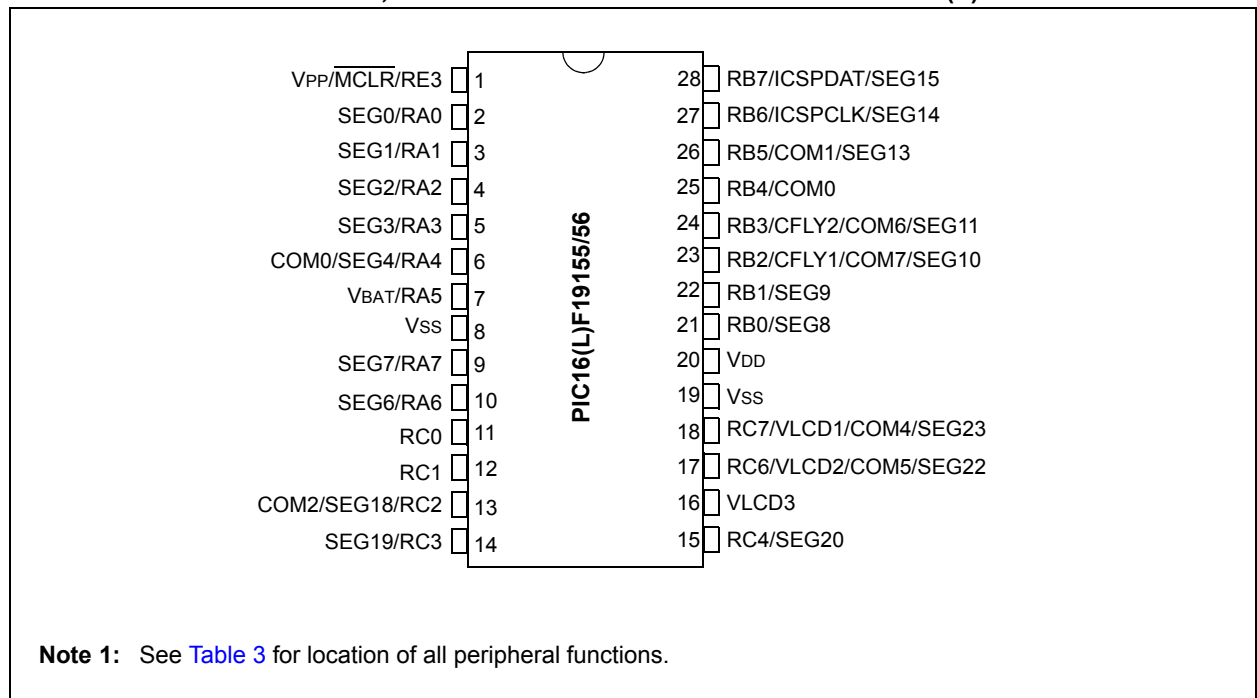 VPP/MCLR/RE3 1
SEG0/RA0 2
SEG1/RA1 3
SEG2/RA2 4
SEG3/RA3 5
COM0/SEG4/RA4 6
VBAT/RA5 7
VSS 8
SEG7/RA7 9
SEG6/RA6 10
RC0 11
RC1 12
COM2/SEG18/RC2 13
SEG19/RC3 14
PIC16(L)F19155/56
28 RB7/ICSPDAT/SEG15
27 RB6/ICSPCLK/SEG14
26 RB5/COM1/SEG13
25 RB4/COM0
24 RB3/CFLY2/COM6/SEG11
23 RB2/CFLY1/COM7/SEG10
22 RB1/SEG9
21 RB0/SEG8
20 VDD
19 VSS
18 RC7/VLCD1/COM4/SEG23
17 RC6/VLCD2/COM5/SEG22
16 VLCD3
15 RC4/SEG20
Note 1: See Table 3 for location of all peripheral functions.